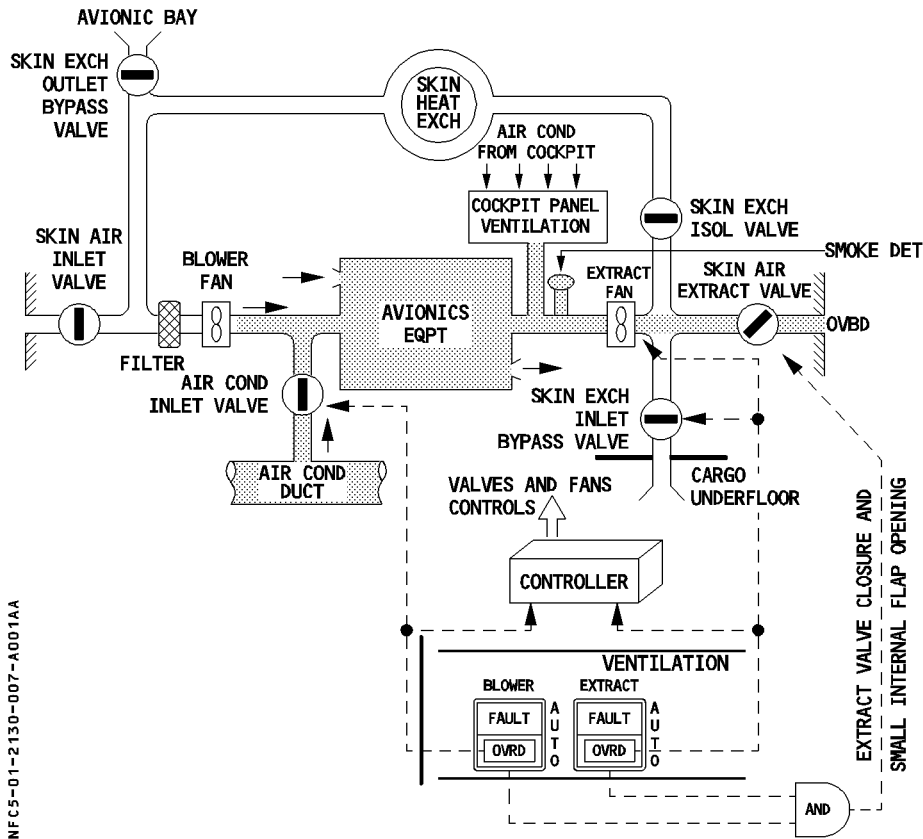 AVIONIC BAY
SKIN EXCH
OUTLET
BYPASS
VALVE
SKIN
HEAT
EXCH
AIR COND
FROM COCKPIT
COCKPIT PANEL
VENTILATION
SKIN EXCH
ISOL VALVE
SMOKE DET
SKIN AIR
INLET
VALVE
BLOWER
FAN
EXTRACT
FAN
SKIN AIR
EXTRACT VALVE
AVIONICS
EQPT
OVBD
FILTER
AIR COND
INLET VALVE
SKIN EXCH
INLET
BYPASS VALVE
AIR COND
DUCT
CARGO
UNDERFLOOR
VALVES AND FANS
CONTROLS
CONTROLLER
EXTRACT VALVE CLOSURE AND
SMALL INTERNAL FLAP OPENING
VENTILATION
BLOWER
FAULT
OVRD
AUTO
EXTRACT
FAULT
OVRD
AUTO
AND
NFC5-01-2130-007-A001AA